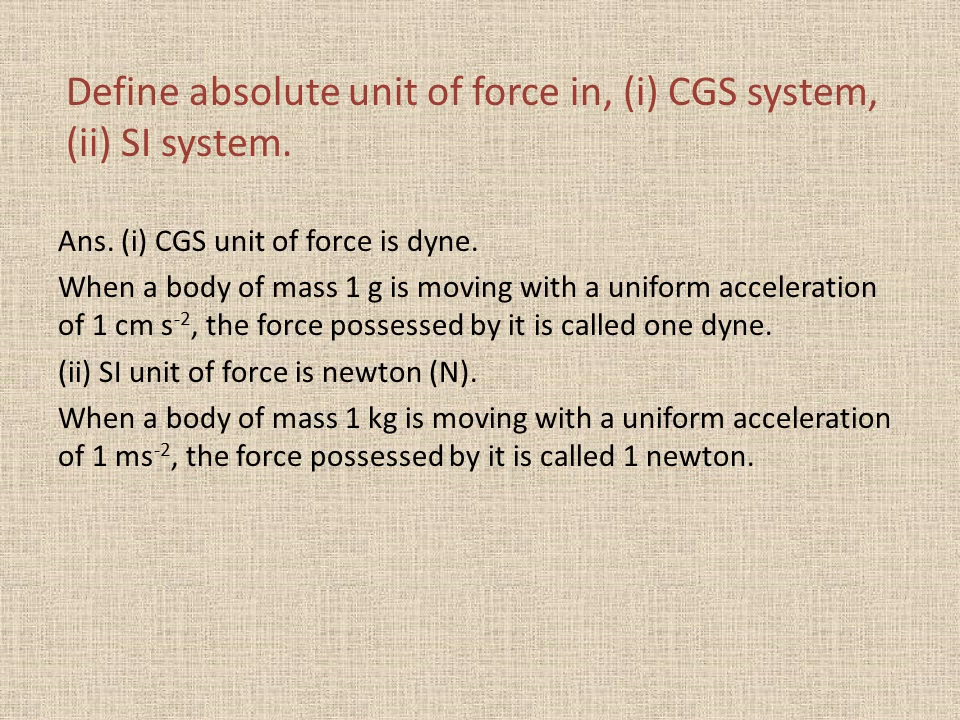 Define absolute unit of force in, (i) CGS system,
(ii) SI system.
Ans. (i) CGS unit of force is dyne.
When a body of mass 1 g is moving with a uniform acceleration
of 1 cm s⁻², the force possessed by it is called one dyne.
(ii) SI unit of force is newton (N).
When a body of mass 1 kg is moving with a uniform acceleration
of 1 ms⁻², the force possessed by it is called 1 newton.